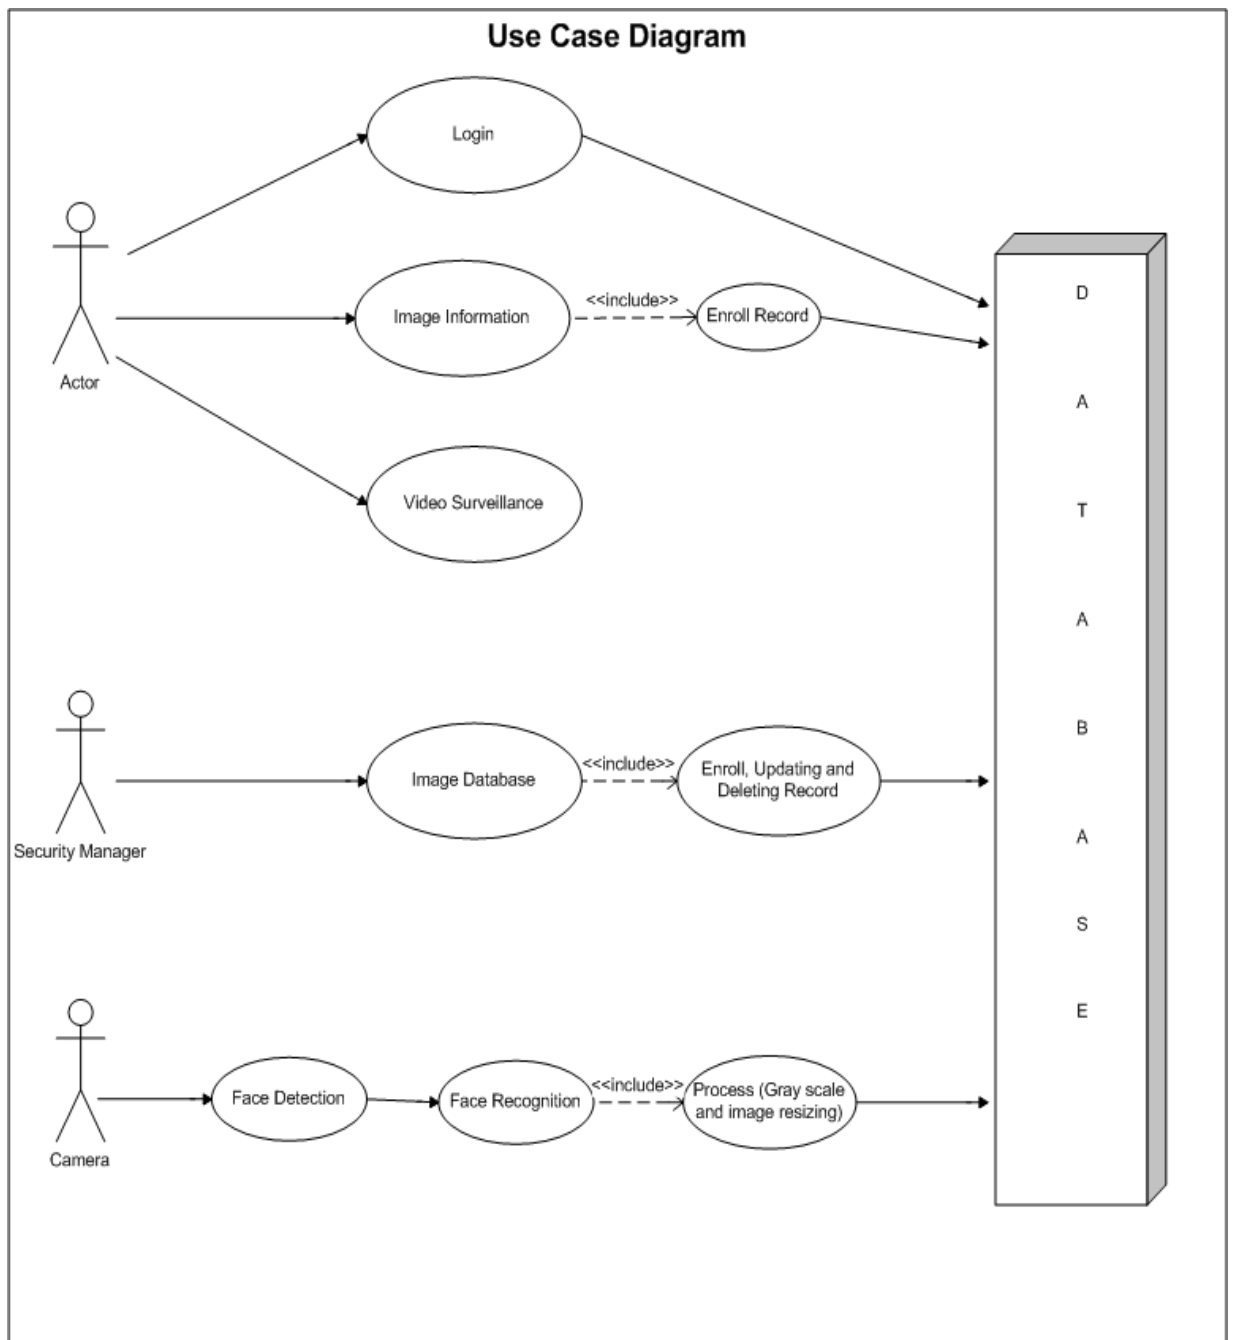 Use Case Diagram
Login
Image Information
<<include>>
Enroll Record
Actor
Video Surveillance
Security Manager
Image Database
<<include>>
Enroll, Updating and
Deleting Record
Camera
Face Detection
Face Recognition
<<include>>
Process (Gray scale
and image resizing)
D
A
T
A
B
A
S
E